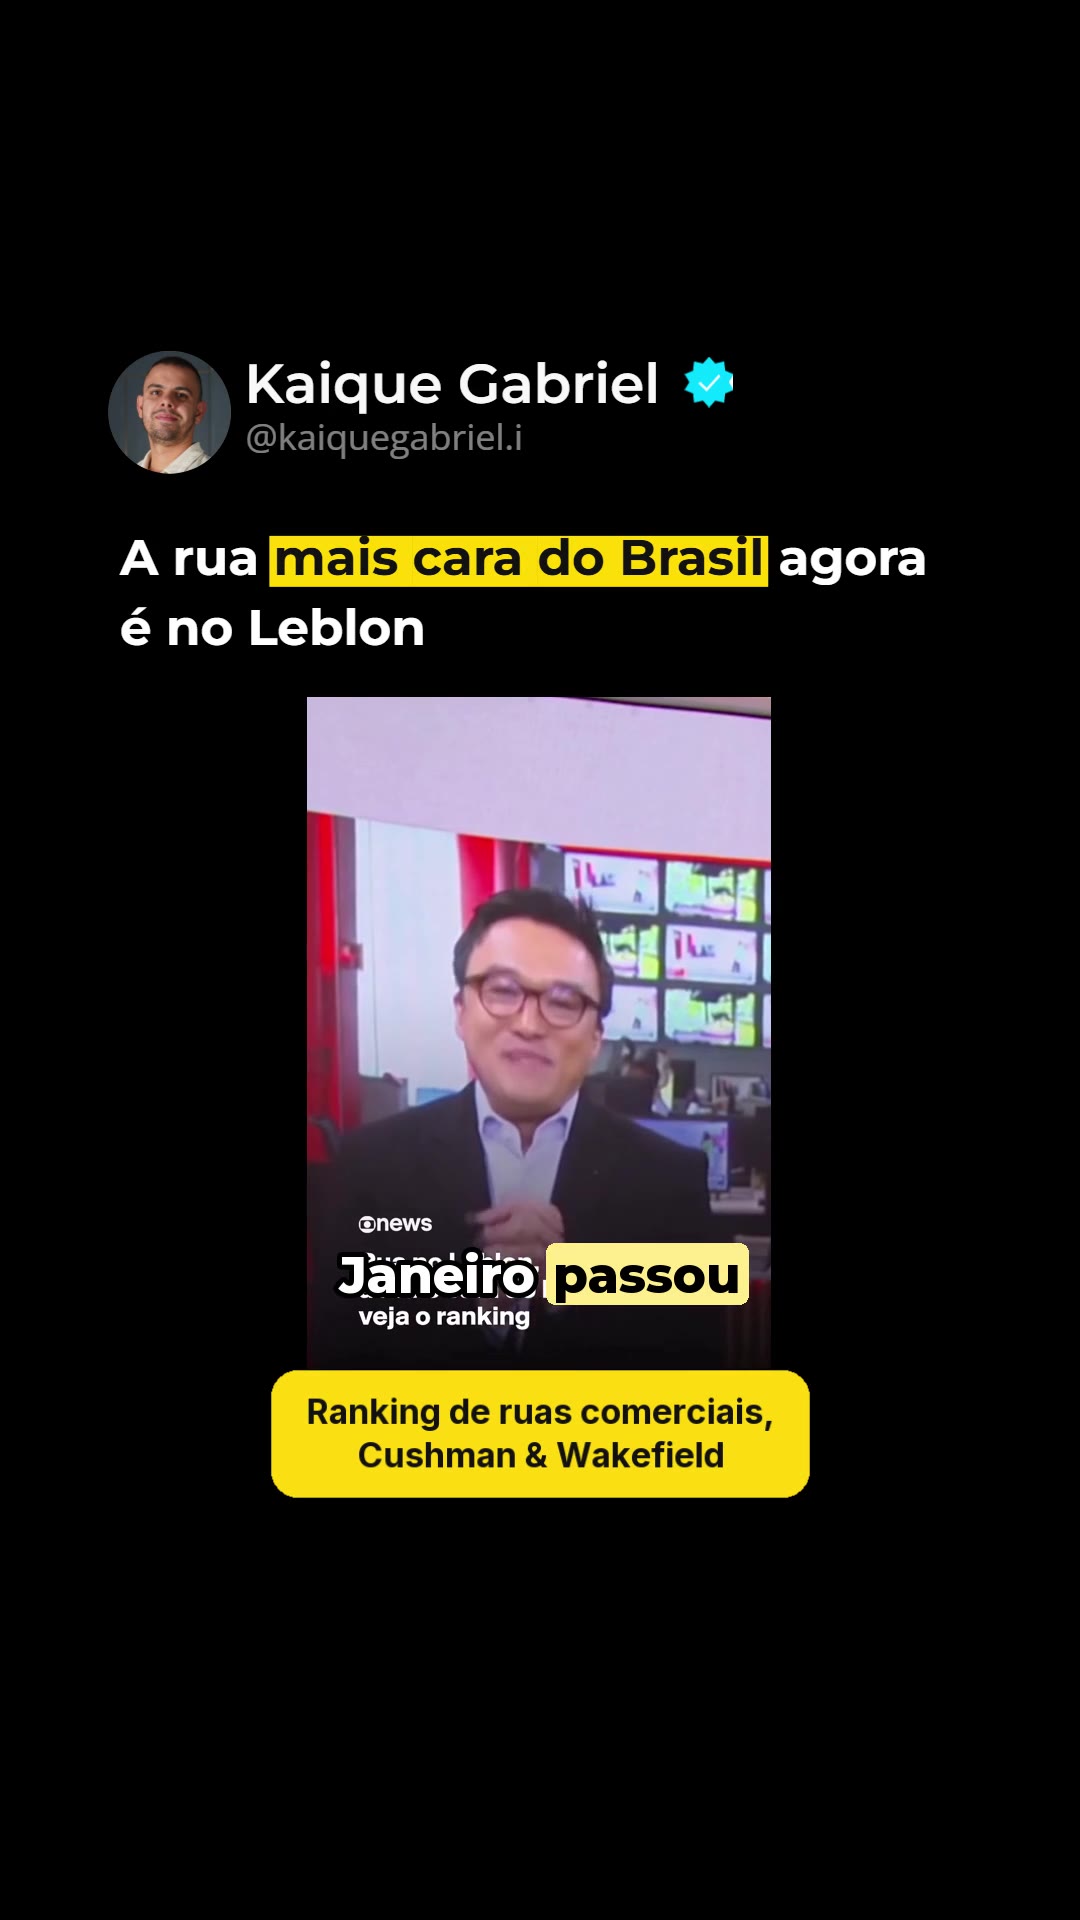 Kaique Gabriel
@kaiquegabriel.i
A rua mais cara do Brasil agora
é no Leblon
news
Janeiro passou
veja o ranking
Ranking de ruas comerciais,
Cushman & Wakefield